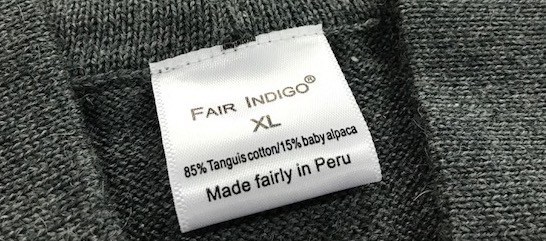 FAIR INDIGO®
XL
85% Tanguis cotton/15% baby alpaca
Made fairly in Peru